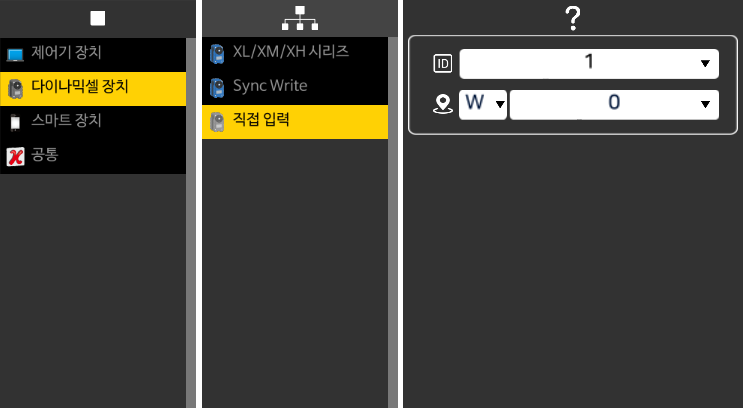 제어기 장치
다이나믹셀 장치
스마트 장치
공통
XL/XM/XH 시리즈
Sync Write
직접 입력
?
ID 1
W 0